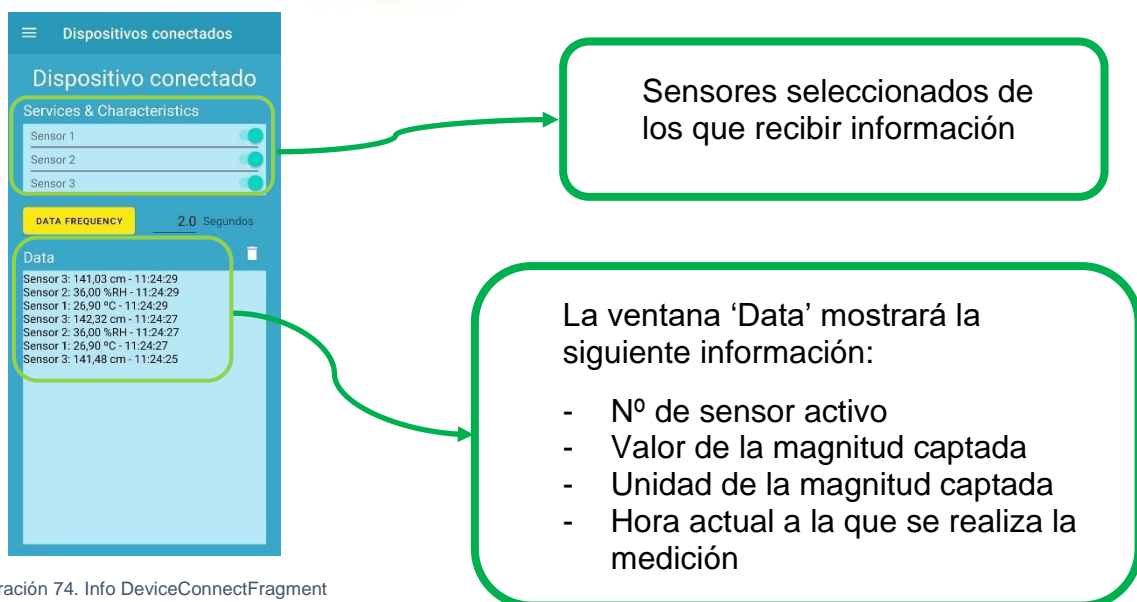 Dispositivos conectados
Dispositivo conectado
Services & Characteristics
Sensor 1
Sensor 2
Sensor 3
DATA FREQUENCY 2.0 Segundos
Data
Sensor 3: 141,03 cm - 11:24:29
Sensor 2: 36,00 %RH - 11:24:29
Sensor 1: 26,90 ºC - 11:24:29
Sensor 3: 142,32 cm - 11:24:27
Sensor 2: 36,00 %RH - 11:24:27
Sensor 1: 26,90 ºC - 11:24:27
Sensor 3: 141,48 cm - 11:24:25
Sensores seleccionados de
los que recibir información
La ventana ‘Data’ mostrará la
siguiente información:
- Nº de sensor activo
- Valor de la magnitud captada
- Unidad de la magnitud captada
- Hora actual a la que se realiza la
medición
ración 74. Info DeviceConnectFragment